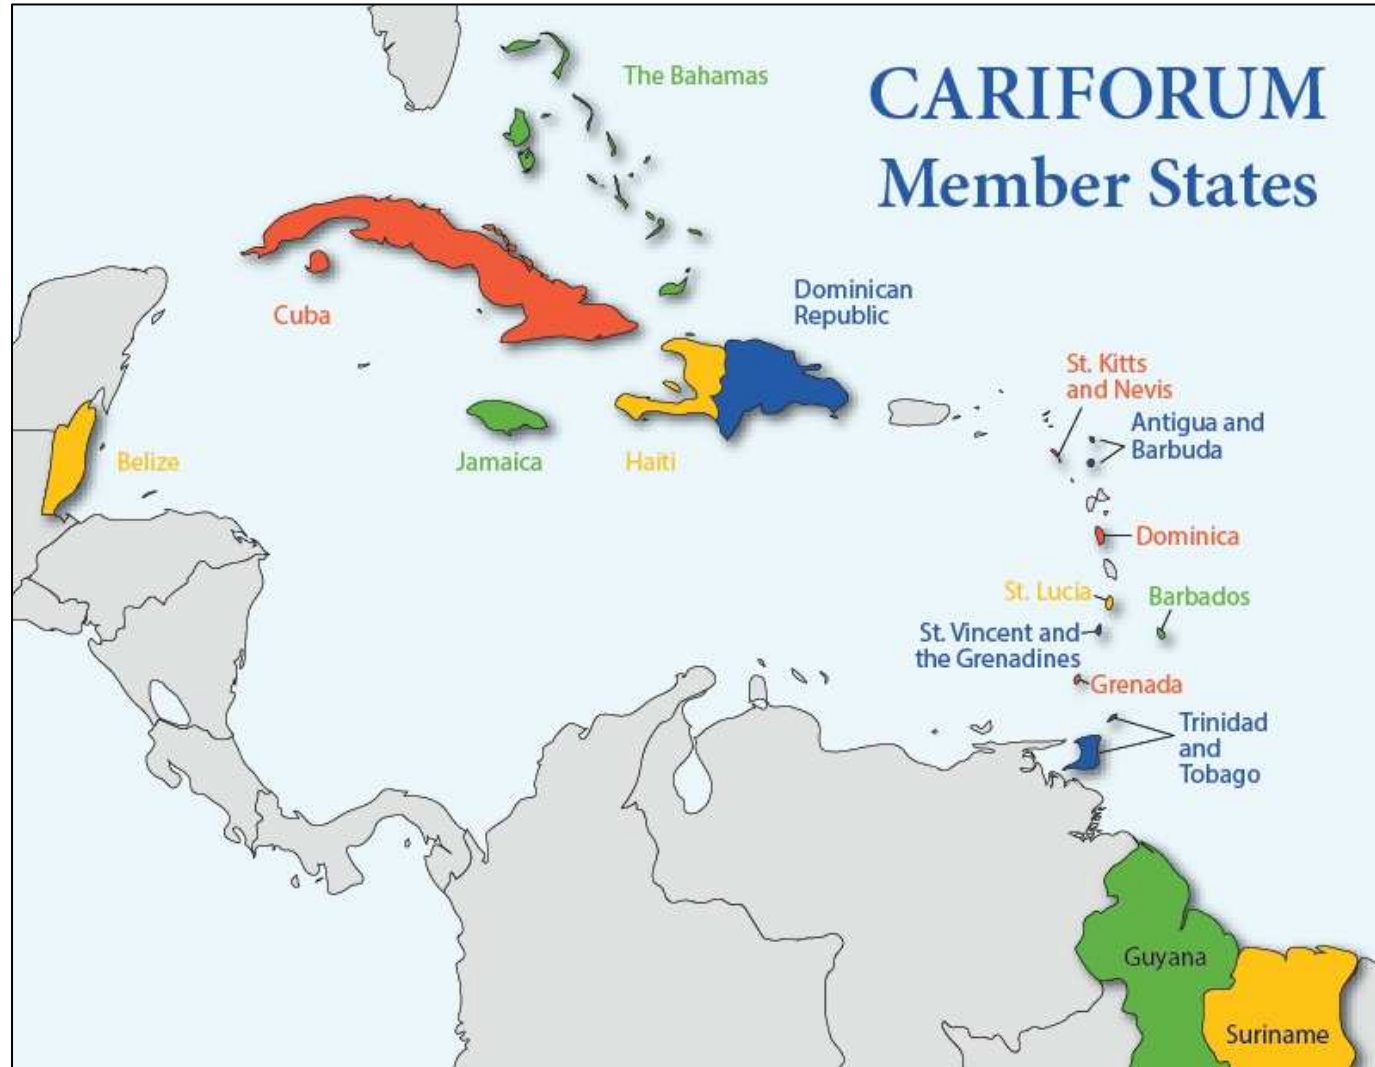 CARIFORUM
Member States
The Bahamas
Cuba
Dominican
Republic
St. Kitts
and Nevis
Antigua and
Barbuda
Belize
Jamaica
Haiti
Dominica
St. Lucia
Barbados
St. Vincent and
the Grenadines
Grenada
Trinidad
and
Tobago
Guyana
Suriname